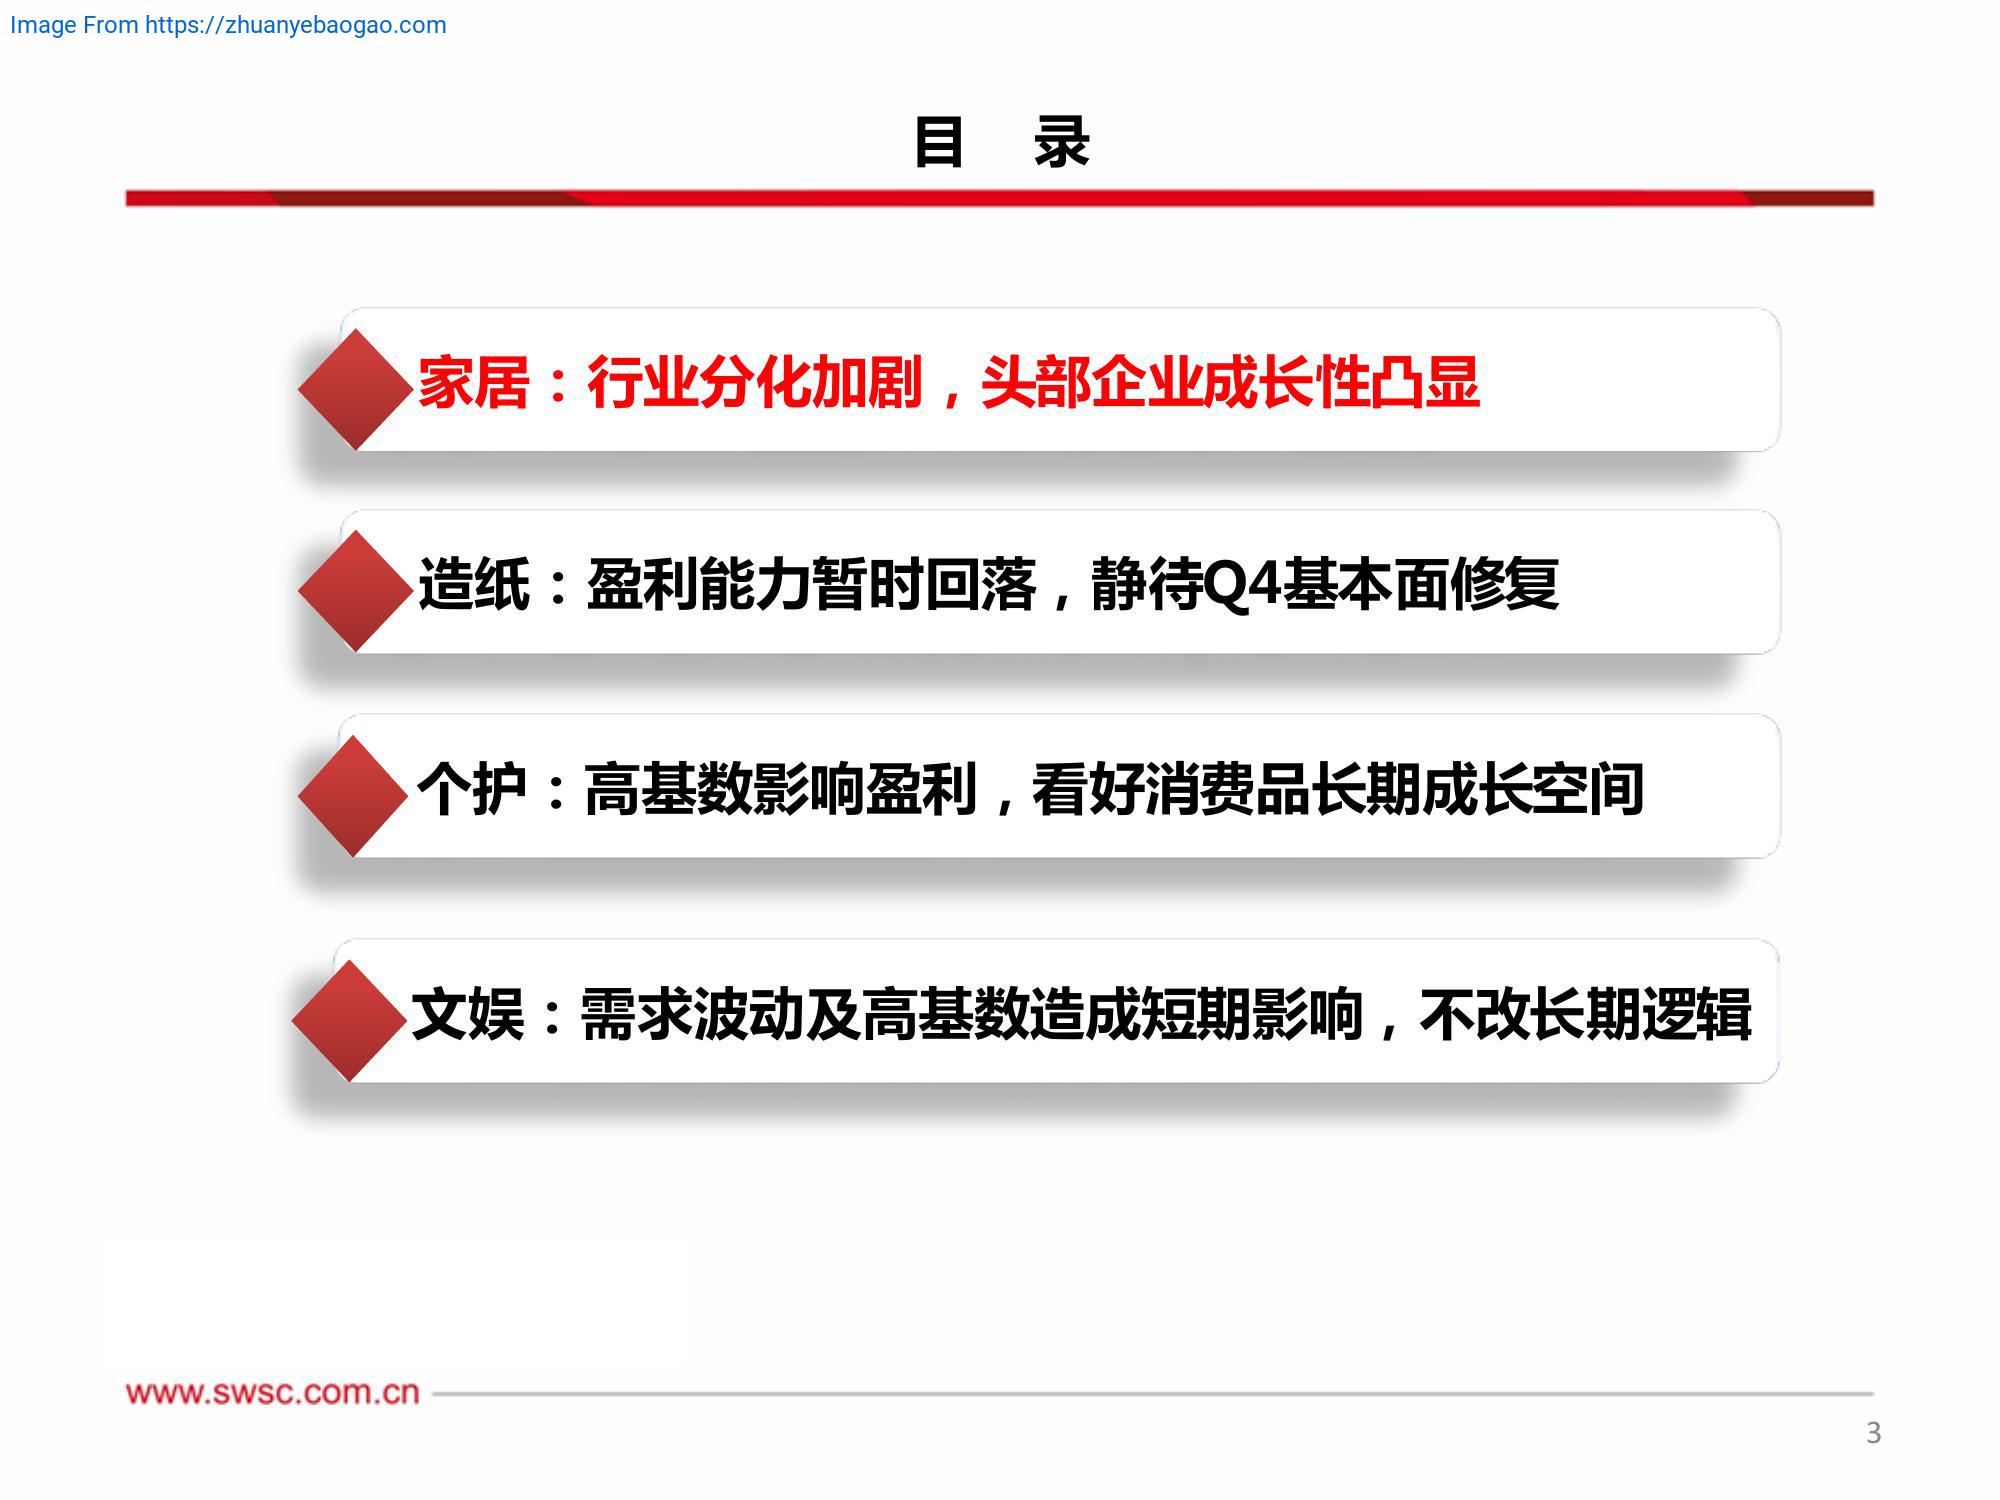 Image From https://zhuanyebaogao.com
目 录
家居：行业分化加剧，头部企业成长性凸显
造纸：盈利能力暂时回落，静待Q4基本面修复
个护：高基数影响盈利，看好消费品长期成长空间
文娱：需求波动及高基数造成短期影响，不改长期逻辑
www.swsc.com.cn
3